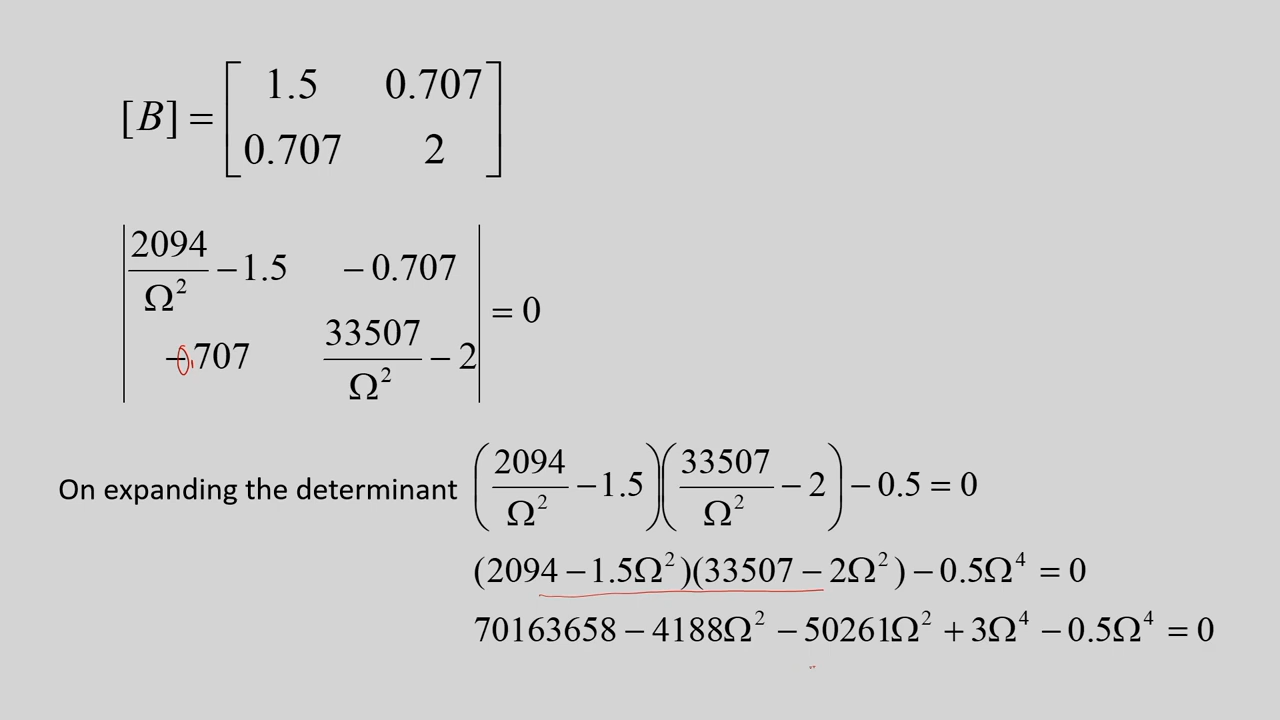 [B] = [ 1.5 0.707
0.707 2 ]
| 2094/Ω² − 1.5 − 0.707
−0.707 33507/Ω² − 2 | = 0
On expanding the determinant (2094/Ω² − 1.5)(33507/Ω² − 2) − 0.5 = 0
(2094 − 1.5Ω²)(33507 − 2Ω²) − 0.5Ω⁴ = 0
70163658 − 4188Ω² − 50261Ω² + 3Ω⁴ − 0.5Ω⁴ = 0